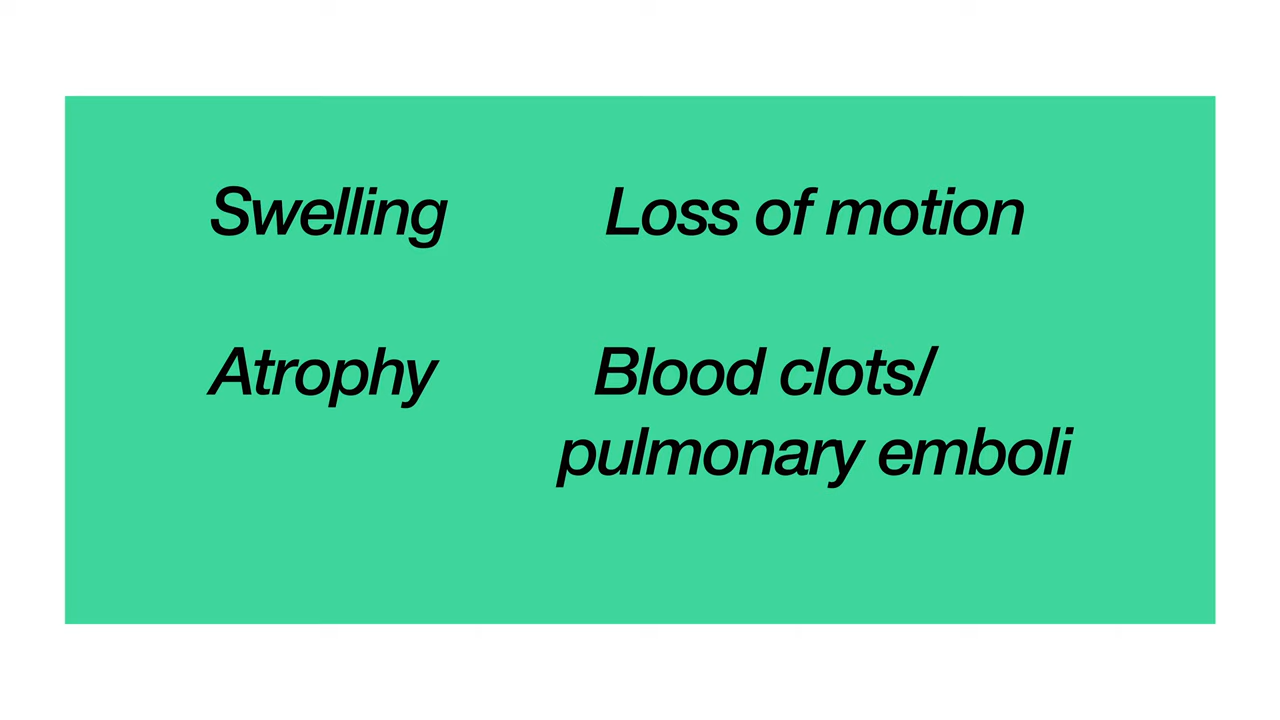 Swelling
Loss of motion
Atrophy
Blood clots/
pulmonary emboli